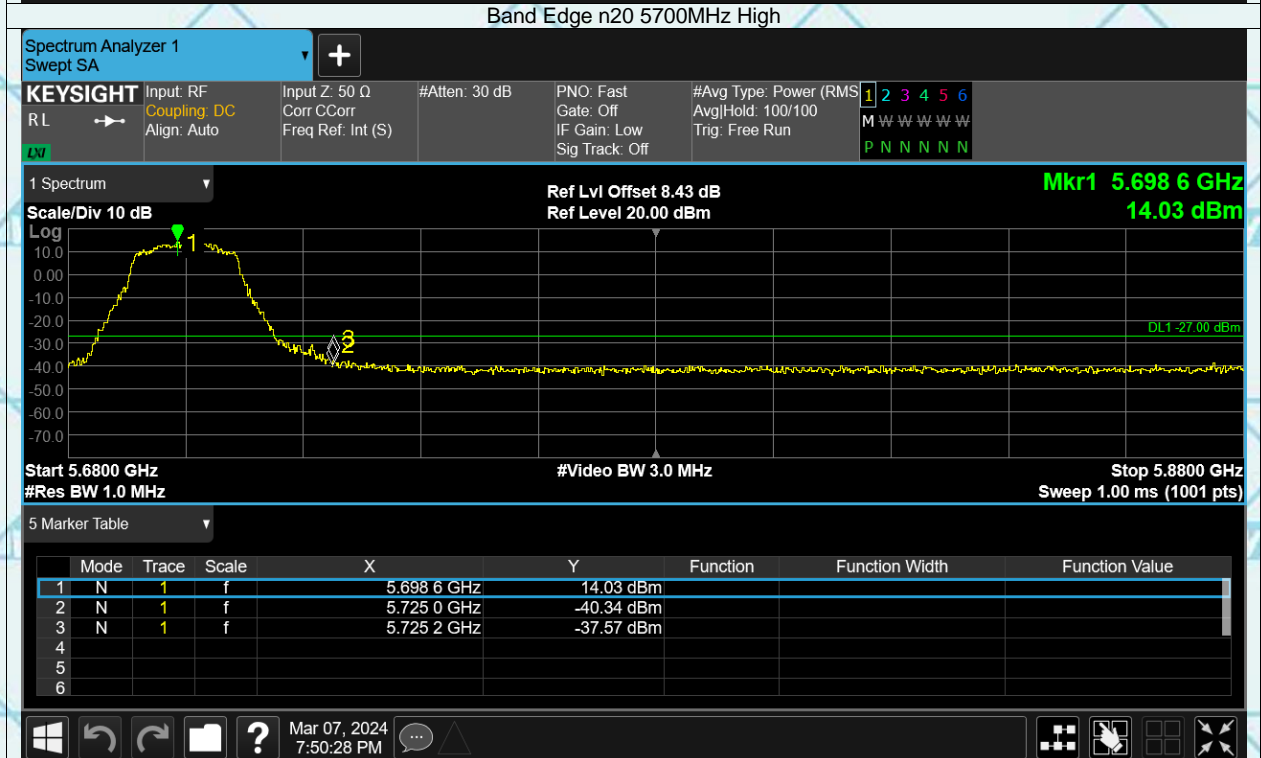 Band Edge n20 5700MHz High
Spectrum Analyzer 1
Swept SA
+
KEYSIGHT
RL
LXI
Input: RF
Coupling: DC
Align: Auto
Input Z: 50 Ω
Corr CCorr
Freq Ref: Int (S)
#Atten: 30 dB
PNO: Fast
Gate: Off
IF Gain: Low
Sig Track: Off
#Avg Type: Power (RMS
Avg|Hold: 100/100
Trig: Free Run
1 2 3 4 5 6
M W W W W W
P N N N N N
1 Spectrum
Scale/Div 10 dB
Ref Lvl Offset 8.43 dB
Ref Level 20.00 dBm
Mkr1 5.698 6 GHz
14.03 dBm
Log
10.0
0.00
-10.0
-20.0
-30.0
-40.0
-50.0
-60.0
-70.0
1
3
2
DL1 -27.00 dBm
Start 5.6800 GHz
#Video BW 3.0 MHz
Stop 5.8800 GHz
#Res BW 1.0 MHz
Sweep 1.00 ms (1001 pts)
5 Marker Table
Mode Trace Scale X Y Function Function Width Function Value
1 N 1 f 5.698 6 GHz 14.03 dBm
2 N 1 f 5.725 0 GHz -40.34 dBm
3 N 1 f 5.725 2 GHz -37.57 dBm
4
5
6
?
Mar 07, 2024
7:50:28 PM